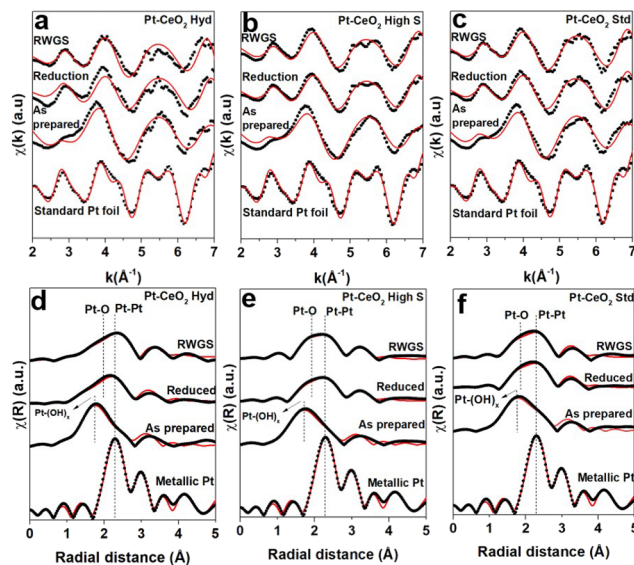 a Pt-CeO₂ Hyd
RWGS
Reduction
As
prepared
Standard Pt foil
χ(k) (a.u)
2 3 4 5 6 7
k(Å⁻¹)
b Pt-CeO₂ High S
RWGS
Reduction
As
prepared
Standard Pt foil
2 3 4 5 6 7
k(Å⁻¹)
c Pt-CeO₂ Std
RWGS
Reduction
As
prepared
Standard Pt foil
2 3 4 5 6 7
k(Å⁻¹)
d Pt-CeO₂ Hyd
Pt-O Pt-Pt
RWGS
Reduced
Pt-(OH)ₓ
As prepared
Metallic Pt
χ(R) (a.u.)
0 1 2 3 4 5
Radial distance (Å)
e Pt-CeO₂ High S
Pt-O Pt-Pt
RWGS
Reduced
Pt-(OH)ₓ
As prepared
Metallic Pt
χ(R) (a.u.)
0 1 2 3 4 5
Radial distance (Å)
f Pt-CeO₂ Std
Pt-O Pt-Pt
RWGS
Reduced
Pt-(OH)ₓ
As prepared
Metallic Pt
χ(R) (a.u.)
0 1 2 3 4 5
Radial distance (Å)